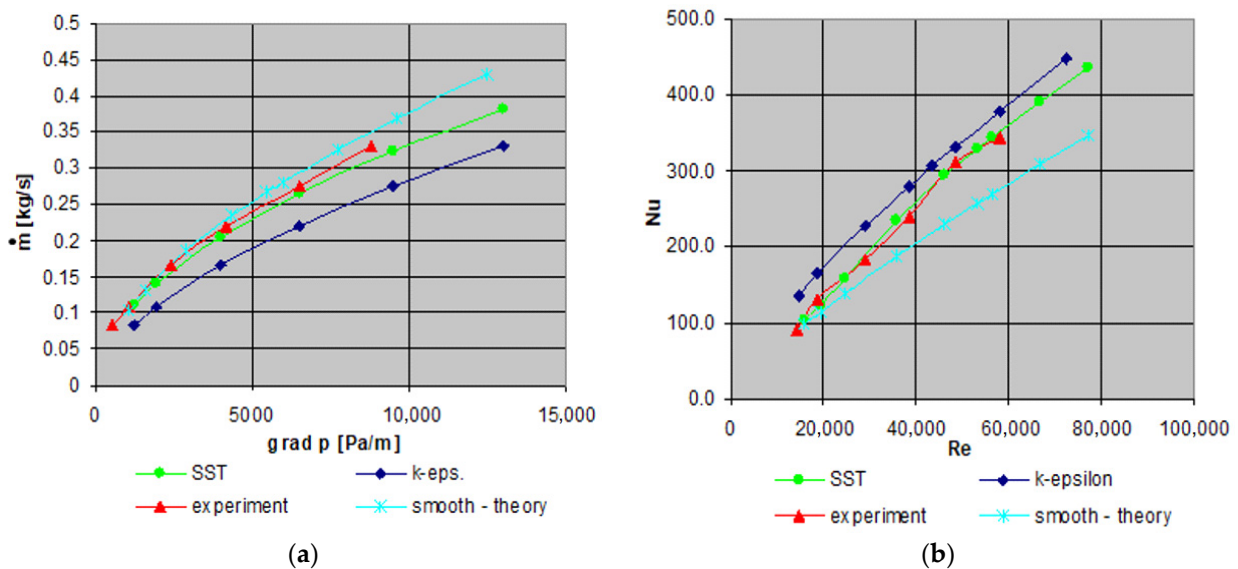 0.5
0.45
0.4
0.35
0.3
0.25
0.2
0.15
0.1
0.05
0
ṁ [kg/s]
0 5000 10,000 15,000
grad p [Pa/m]
SST k-eps.
experiment smooth - theory
(a)
500.0
400.0
300.0
200.0
100.0
0.0
Nu
0 20,000 40,000 60,000 80,000 100,000
Re
SST k-epsilon
experiment smooth - theory
(b)